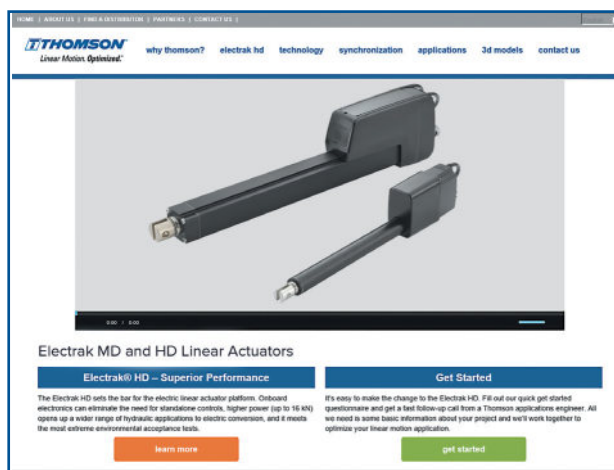 HOME | ABOUT US | FIND A DISTRIBUTOR | PARTNERS | CONTACT US |
THOMSON
Linear Motion. Optimized.™
why thomson? electrak hd technology synchronization applications 3d models contact us
0:00 / 0:00
Electrak MD and HD Linear Actuators
Electrak® HD – Superior Performance
The Electrak HD sets the bar for the electric linear actuator platform. Onboard
electronics can eliminate the need for standalone controls, higher power (up to 16 kN)
opens up a wider range of hydraulic applications to electric conversion, and it meets
the most extreme environmental acceptance tests.
learn more
Get Started
It's easy to make the change to the Electrak HD. Fill out our quick get started
questionnaire and get a fast follow-up call from a Thomson applications engineer. All
we need is some basic information about your project and we'll work together to
optimize your linear motion application.
get started